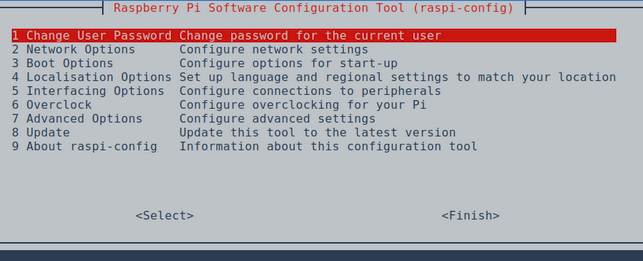 Raspberry Pi Software Configuration Tool (raspi-config)
1 Change User Password Change password for the current user
2 Network Options Configure network settings
3 Boot Options Configure options for start-up
4 Localisation Options Set up language and regional settings to match your location
5 Interfacing Options Configure connections to peripherals
6 Overclock Configure overclocking for your Pi
7 Advanced Options Configure advanced settings
8 Update Update this tool to the latest version
9 About raspi-config Information about this configuration tool
<Select> <Finish>